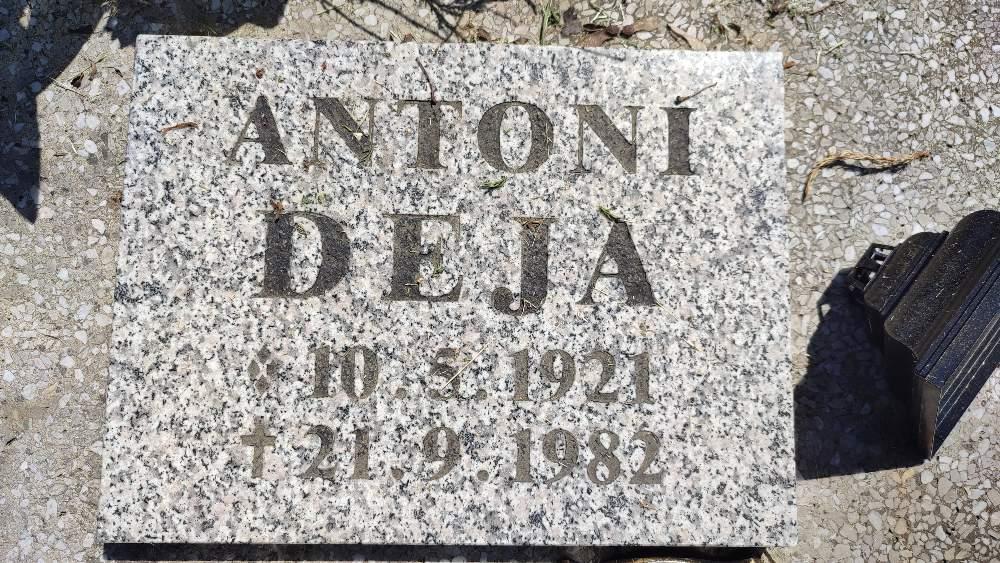 ANTONI
DEJA
10.5.1921
✝ 21.9.1982